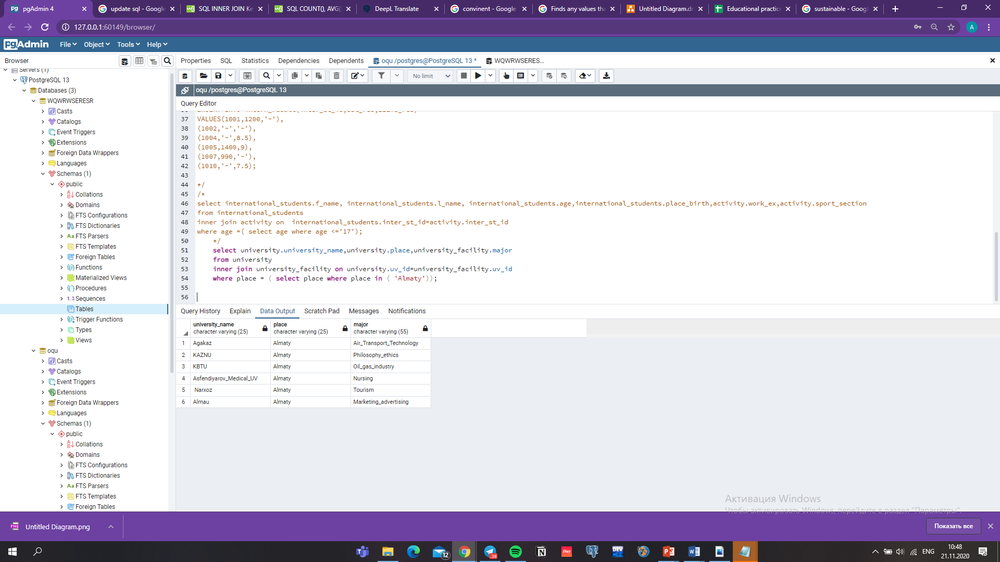 pgAdmin 4
update sql - Google
SQL INNER JOIN Ke
SQL COUNT(), AVG(
DeepL Translate
convinent - Google
Finds any values tha
Untitled Diagram.dr
Educational practice
sustainable - Googl
127.0.0.1:60149/browser/
A
pgAdmin
File Object Tools Help
Browser
Properties SQL Statistics Dependencies Dependents oqu /postgres@PostgreSQL 13 * WQWRWSERES...
No limit
oqu /postgres@PostgreSQL 13
Query Editor
Servers (1)
PostgreSQL 13
Databases (3)
WQWRWSERESR
Casts
Catalogs
Event Triggers
Extensions
Foreign Data Wrappers
Languages
Schemas (1)
public
Collations
Domains
FTS Configurations
FTS Dictionaries
FTS Parsers
FTS Templates
Foreign Tables
Functions
Materialized Views
Procedures
Sequences
Tables
Trigger Functions
Types
Views
oqu
Casts
Catalogs
Event Triggers
Extensions
Foreign Data Wrappers
Languages
Schemas (1)
public
Collations
Domains
FTS Configurations
FTS Dictionaries
FTS Parsers
FTS Templates
Foreign Tables
37 VALUES(1001,1200,'-'),
38 (1002,'-','-'),
39 (1004,'-',8.5),
40 (1005,1400,9),
41 (1007,990,'-'),
42 (1010,'-',7.5);
43
44 */
45 /*
46 select international_students.f_name, international_students.l_name, international_students.age,international_students.place_birth,activity.work_ex,activity.sport_section
47 from international_students
48 inner join activity on international_students.inter_st_id=activity.inter_st_id
49 where age =( select age where age <='17');
50 */
51 select university.university_name,university.place,university_facility.major
52 from university
53 inner join university_facility on university.uv_id=university_facility.uv_id
54 where place = ( select place where place in ( 'Almaty'));
55
56
Query History Explain Data Output Scratch Pad Messages Notifications
university_name place major
character varying (25) character varying (25) character varying (55)
1 Agakaz Almaty Air_Transport_Technology
2 KAZNU Almaty Philosophy_ethics
3 KBTU Almaty Oil_gas_industry
4 Asfendiyarov_Medical_UV Almaty Nursing
5 Narxoz Almaty Tourism
6 Almau Almaty Marketing_advertising
Активация Windows
Чтобы активировать Windows, перейдите в раздел "Параметры".
Untitled Diagram.png
Показать все
12
38
ENG
10:48
21.11.2020